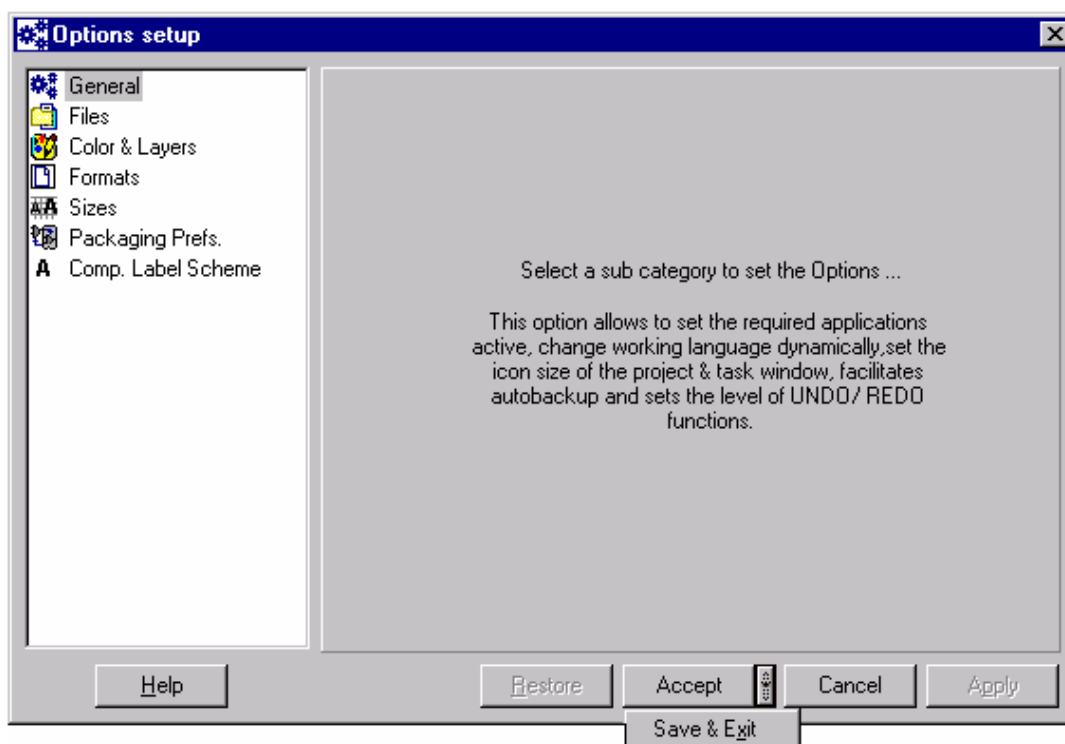 Options setup
General
Files
Color & Layers
Formats
Sizes
Packaging Prefs.
A Comp. Label Scheme
Select a sub category to set the Options ...
This option allows to set the required applications
active, change working language dynamically,set the
icon size of the project & task window, facilitates
autobackup and sets the level of UNDO/ REDO
functions.
Help
Restore
Accept
Cancel
Apply
Save & Exit